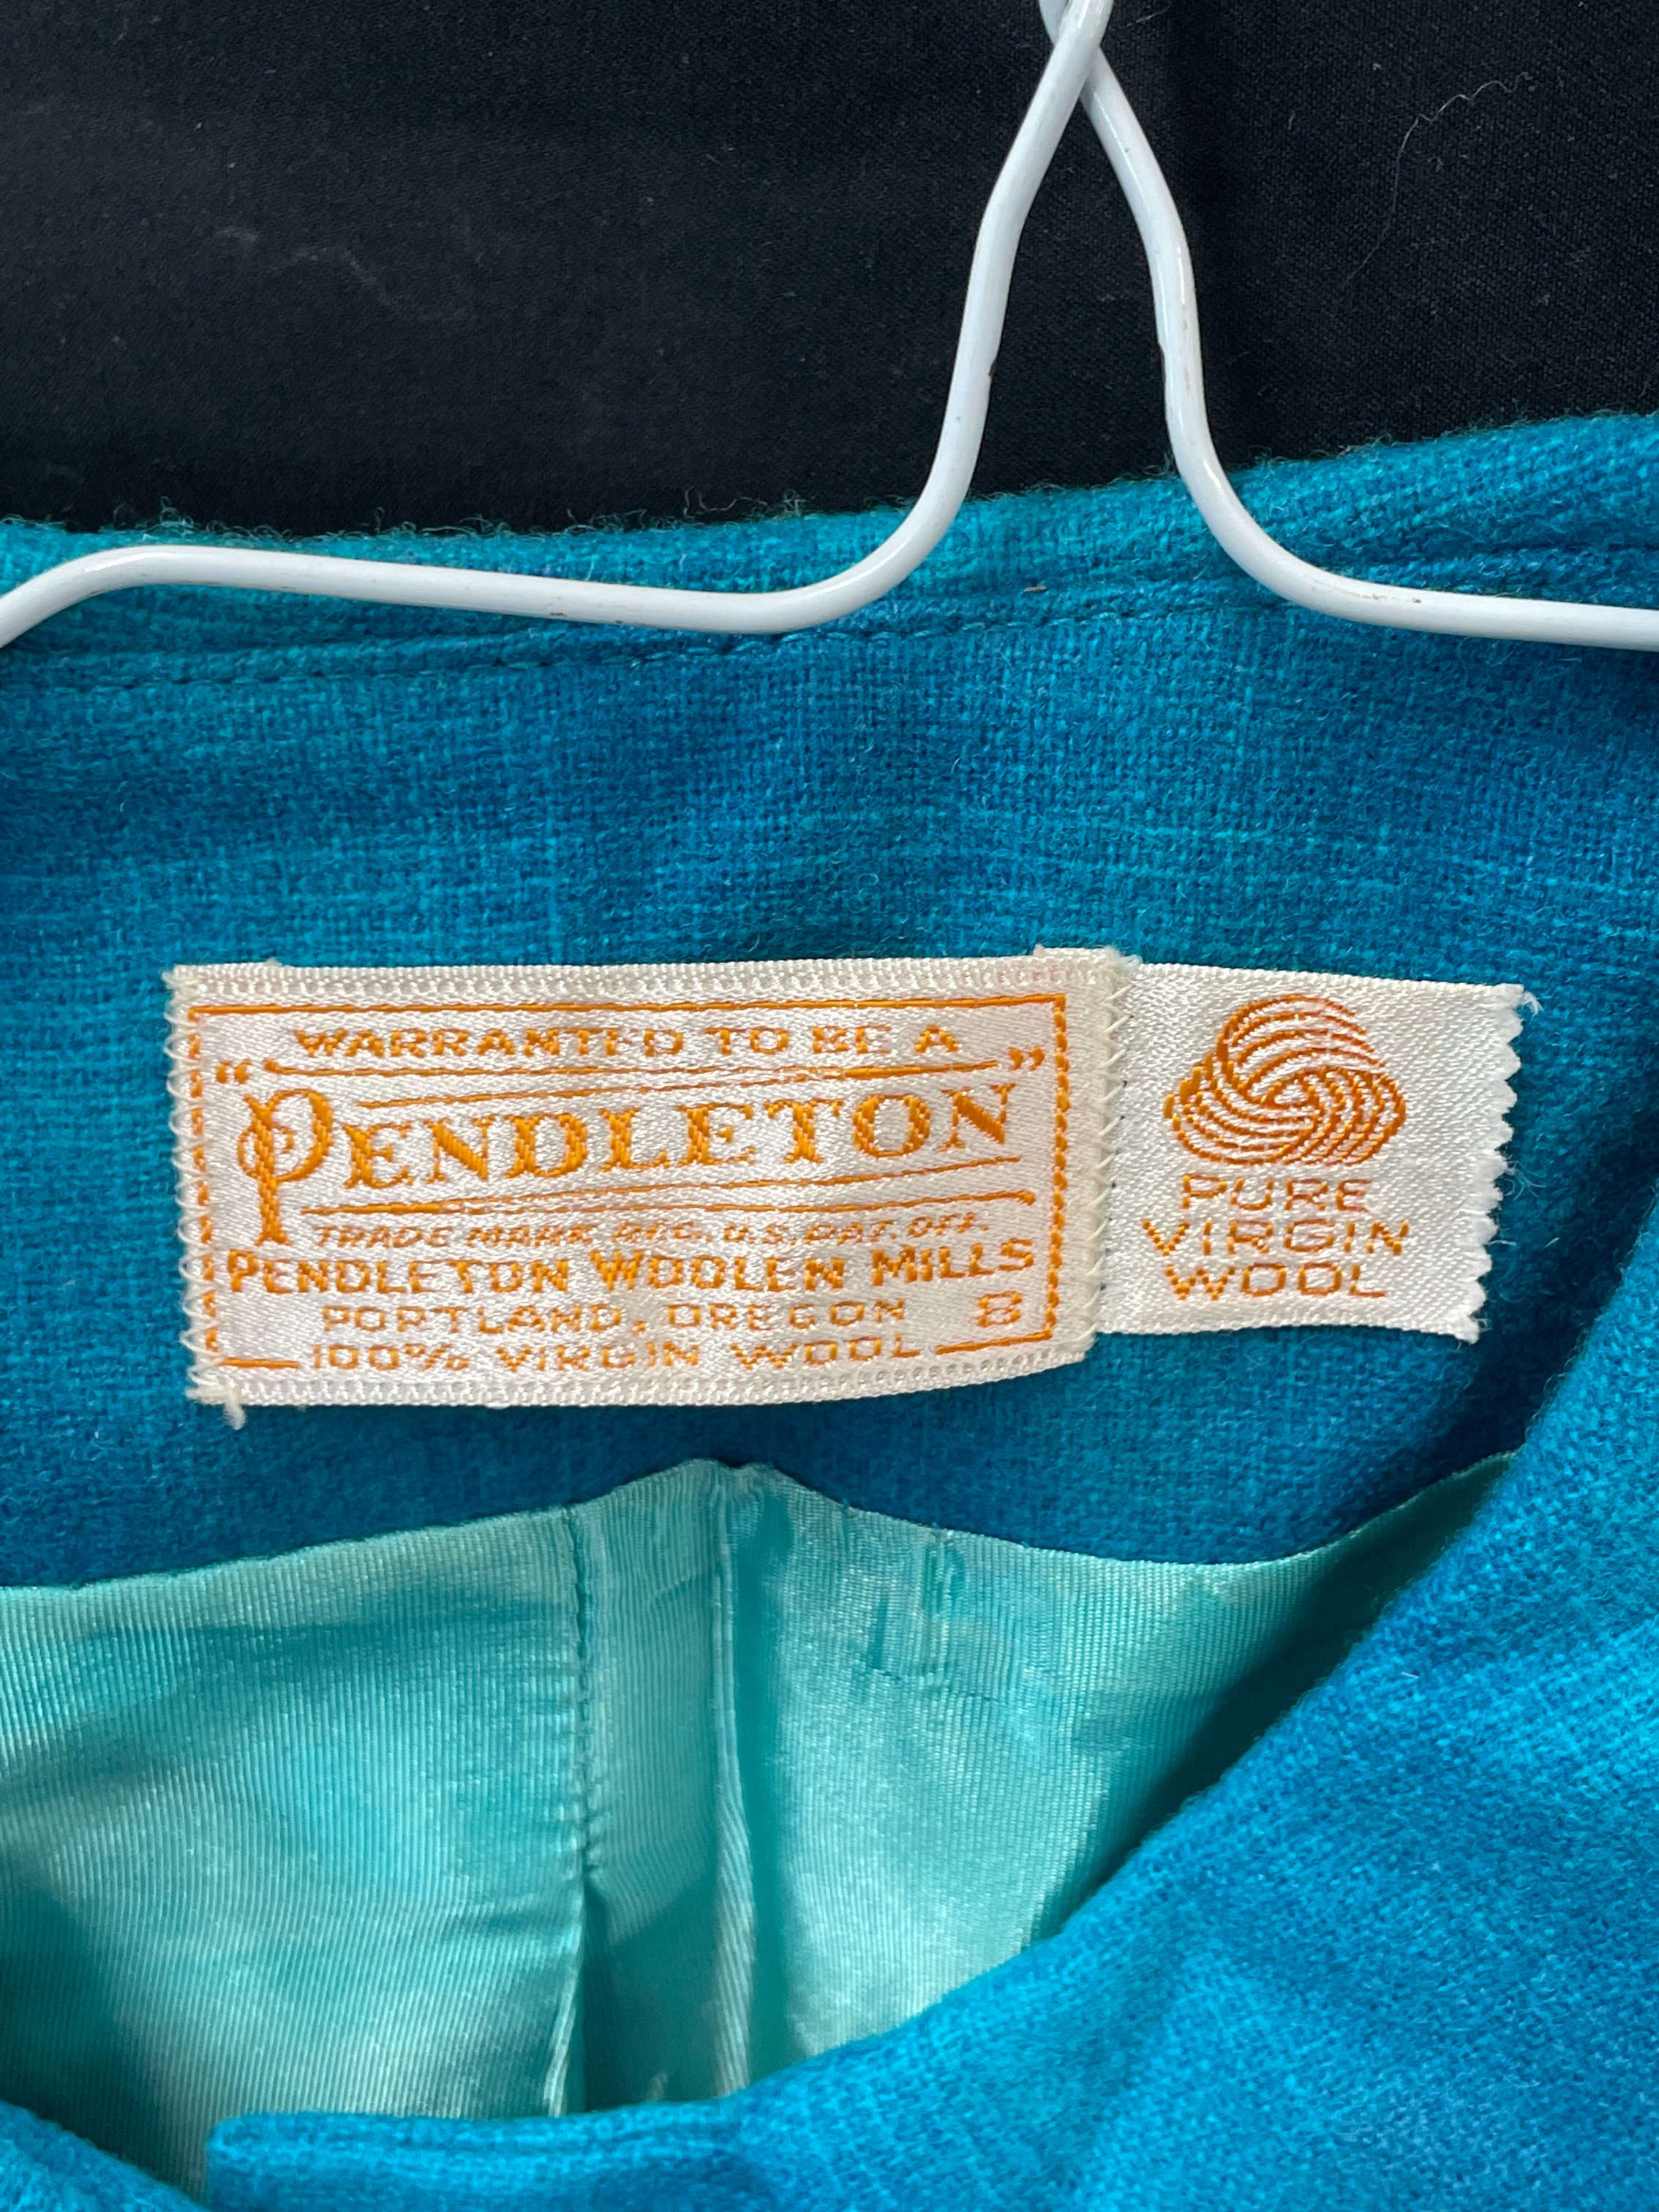 WARRANTED TO BE A
"PENDLETON"
TRADE MARK REG. U.S. PAT. OFF.
PENDLETON WOOLEN MILLS
PORTLAND, OREGON 8
100% VIRGIN WOOL
PURE
VIRGIN
WOOL